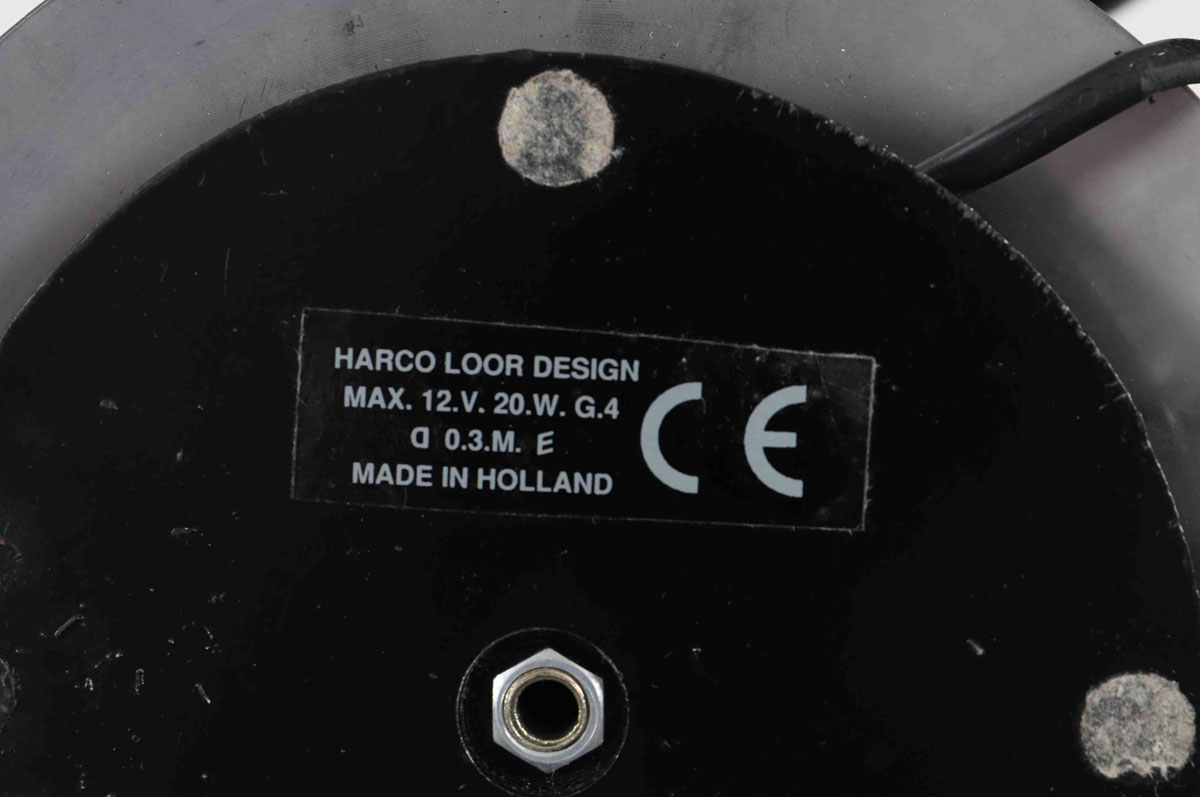 HARCO LOOR DESIGN
MAX. 12.V. 20.W. G.4
D 0.3.M. E
MADE IN HOLLAND
CE